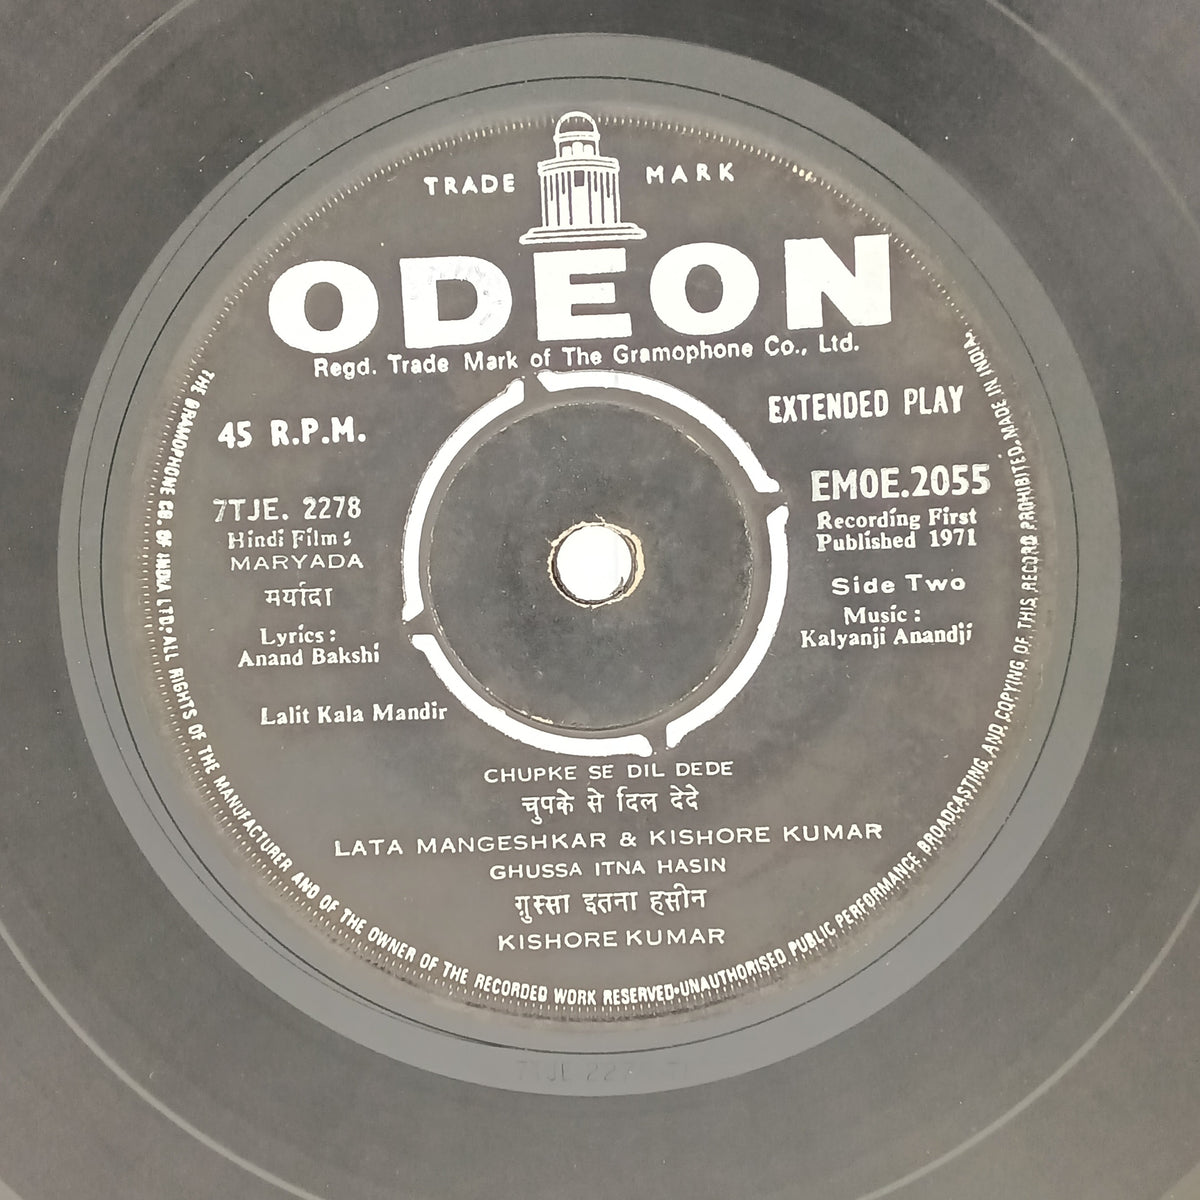 TRADE MARK
ODEON
Regd. Trade Mark of The Gramophone Co., Ltd.
45 R.P.M.
EXTENDED PLAY
7TJE. 2278
EMOE.2055
Hindi Film:
MARYADA
मर्यादा
Recording First
Published 1971
Side Two
Lyrics:
Anand Bakshi
Music:
Kalyanji Anandji
Lalit Kala Mandir
CHUPKE SE DIL DEDE
चुपके से दिल देदे
LATA MANGESHKAR & KISHORE KUMAR
GHUSSA ITNA HASIN
ग़ुस्सा इतना हसीन
KISHORE KUMAR
THE GRAMOPHONE CO. OF INDIA LTD. ALL RIGHTS OF THE MANUFACTURER AND OF THE OWNER OF THE RECORDED WORK RESERVED•UNAUTHORISED PUBLIC PERFORMANCE, BROADCASTING, AND COPYING OF THIS RECORD PROHIBITED. MADE IN INDIA.